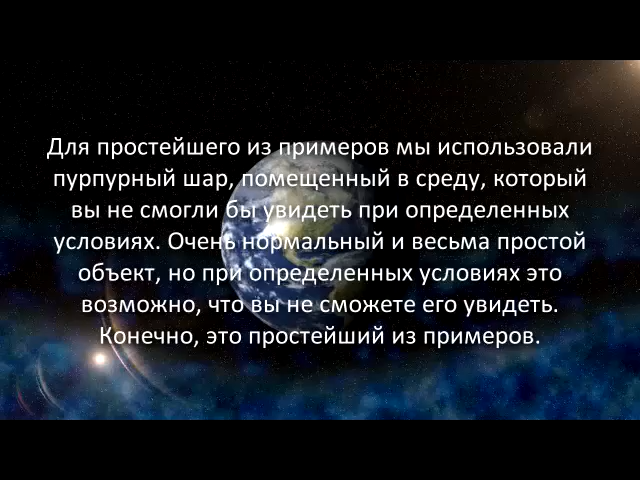 Для простейшего из примеров мы использовали
пурпурный шар, помещенный в среду, который
вы не смогли бы увидеть при определенных
условиях. Очень нормальный и весьма простой
объект, но при определенных условиях это
возможно, что вы не сможете его увидеть.
Конечно, это простейший из примеров.